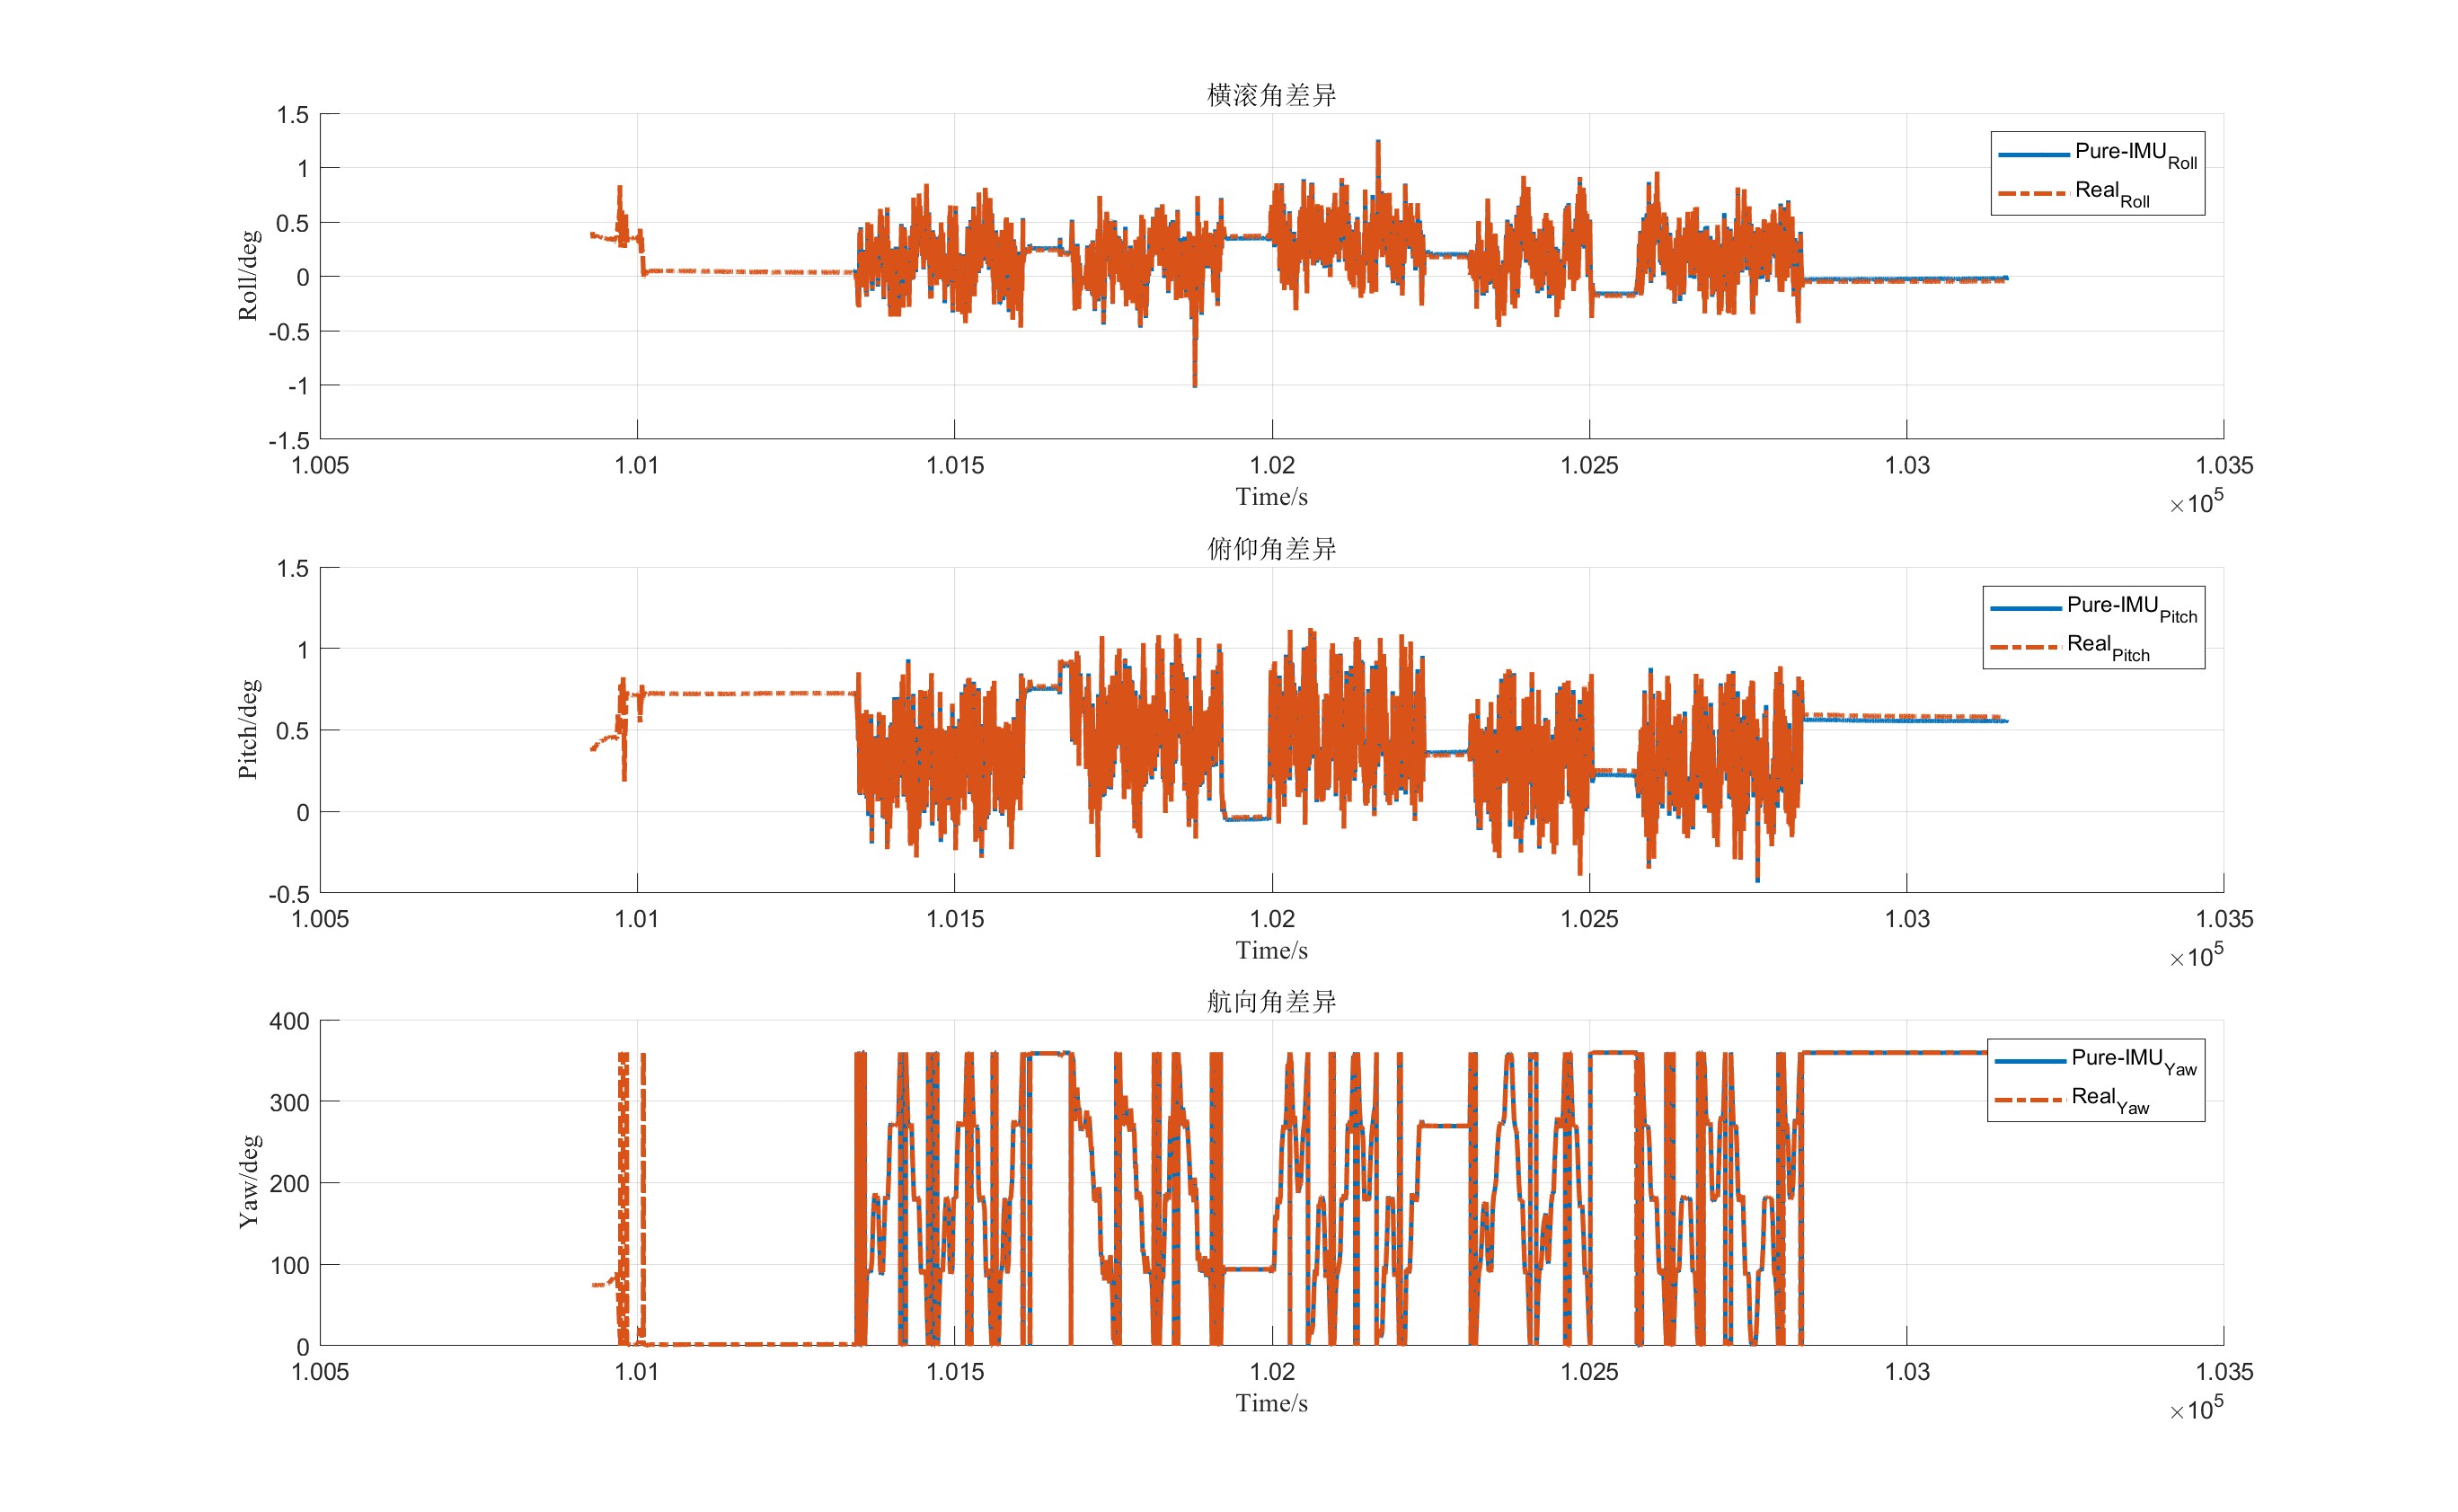 横滚角差异
1.5
1
0.5
0
-0.5
-1
-1.5
Roll/deg
Pure-IMU_Roll
Real_Roll
1.005 1.01 1.015 1.02 1.025 1.03 1.035
Time/s
×10^5
俯仰角差异
1.5
1
0.5
0
-0.5
Pitch/deg
Pure-IMU_Pitch
Real_Pitch
1.005 1.01 1.015 1.02 1.025 1.03 1.035
Time/s
×10^5
航向角差异
400
300
200
100
0
Yaw/deg
Pure-IMU_Yaw
Real_Yaw
1.005 1.01 1.015 1.02 1.025 1.03 1.035
Time/s
×10^5